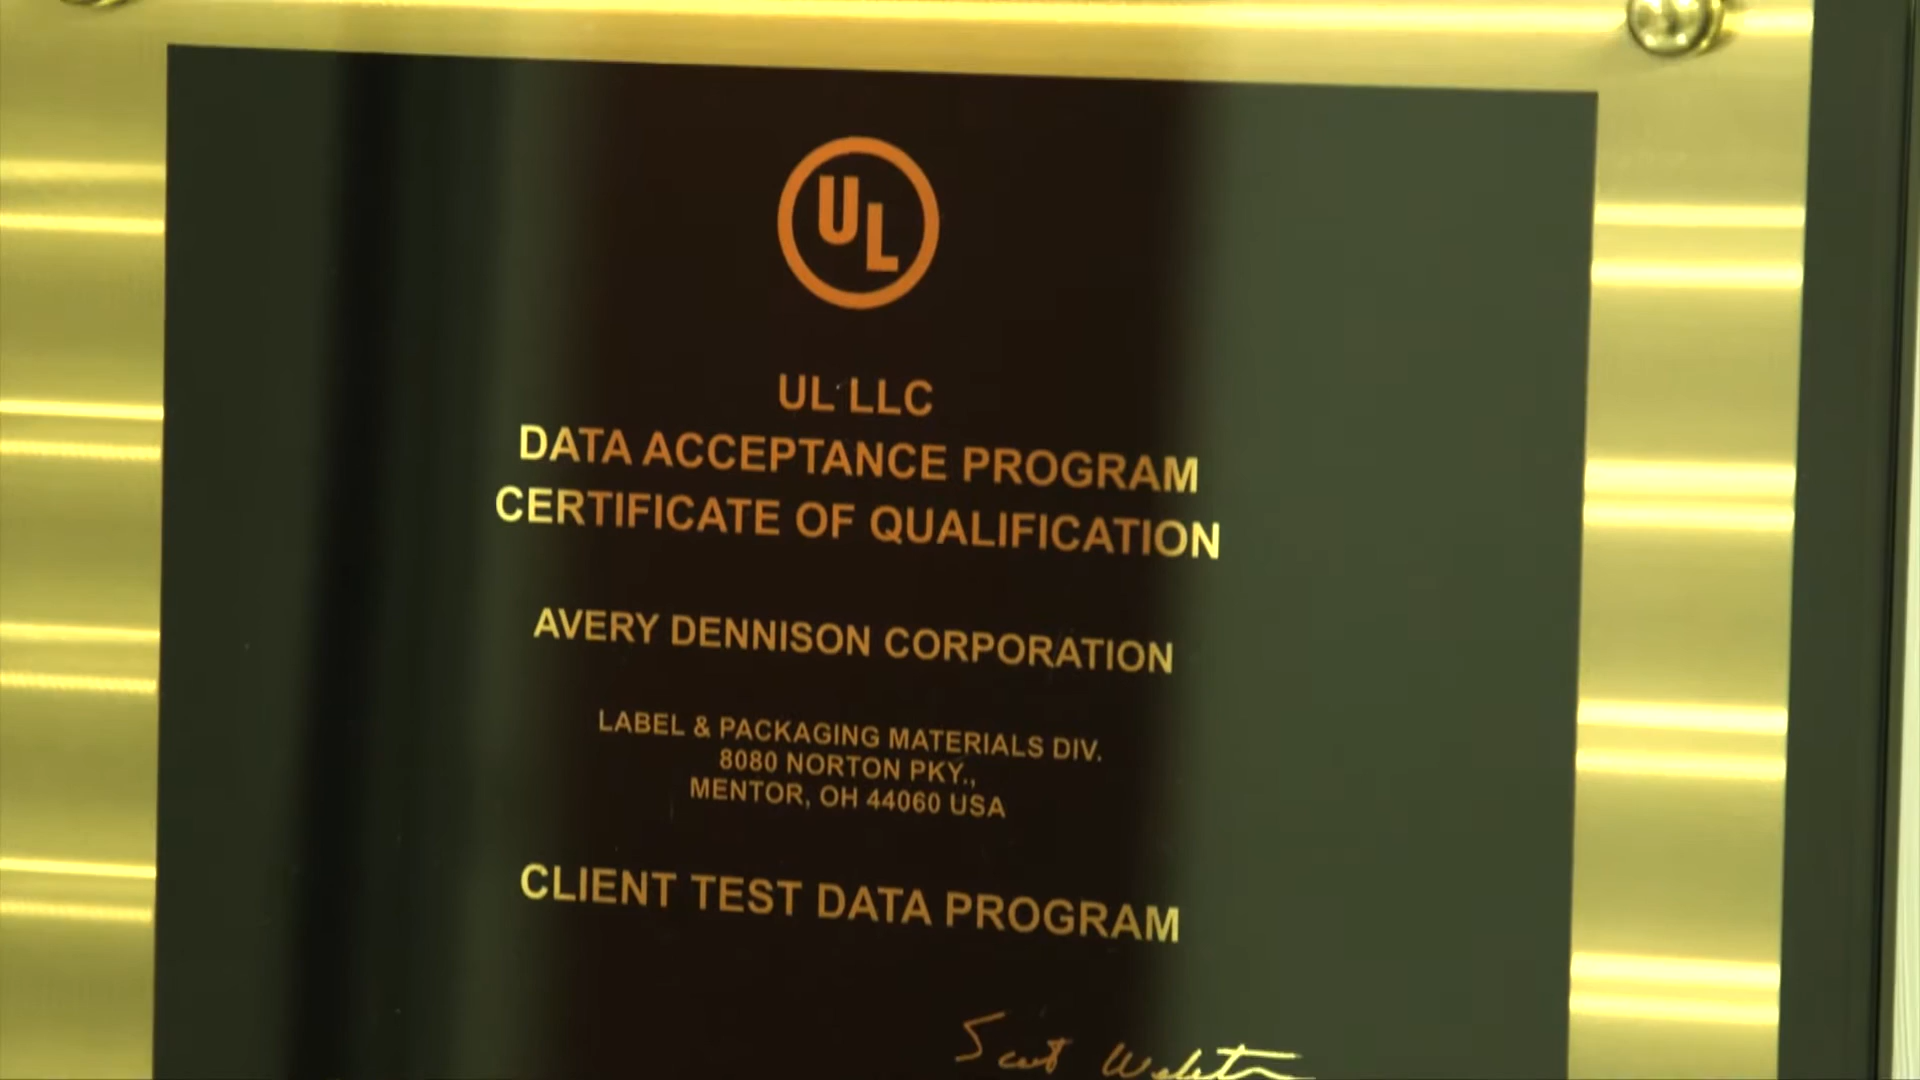 UL
UL LLC
DATA ACCEPTANCE PROGRAM
CERTIFICATE OF QUALIFICATION
AVERY DENNISON CORPORATION
LABEL & PACKAGING MATERIALS DIV.
8080 NORTON PKY.,
MENTOR, OH 44060 USA
CLIENT TEST DATA PROGRAM